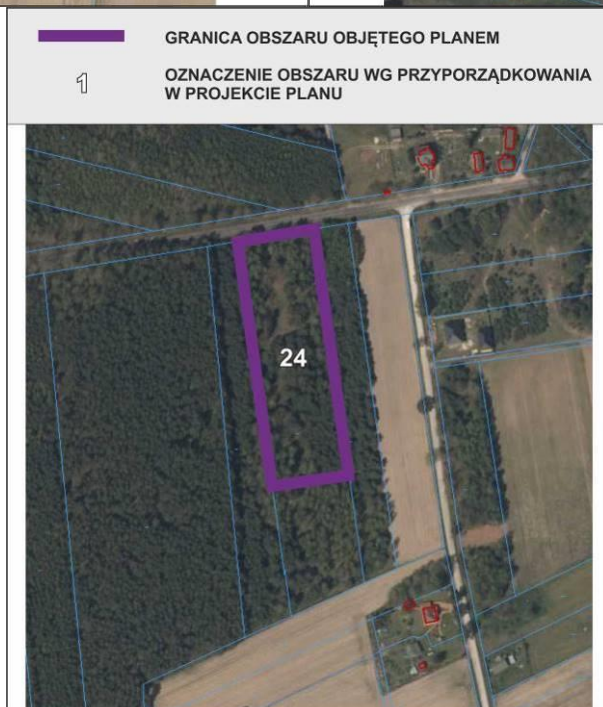 GRANICA OBSZARU OBJĘTEGO PLANEM
1 OZNACZENIE OBSZARU WG PRZYPORZĄDKOWANIA
W PROJEKCIE PLANU
24